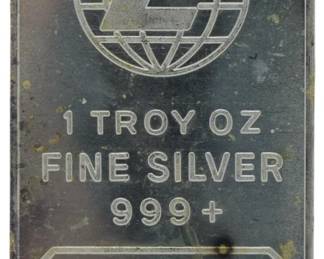 1 TROY OZ
FINE SILVER
999+